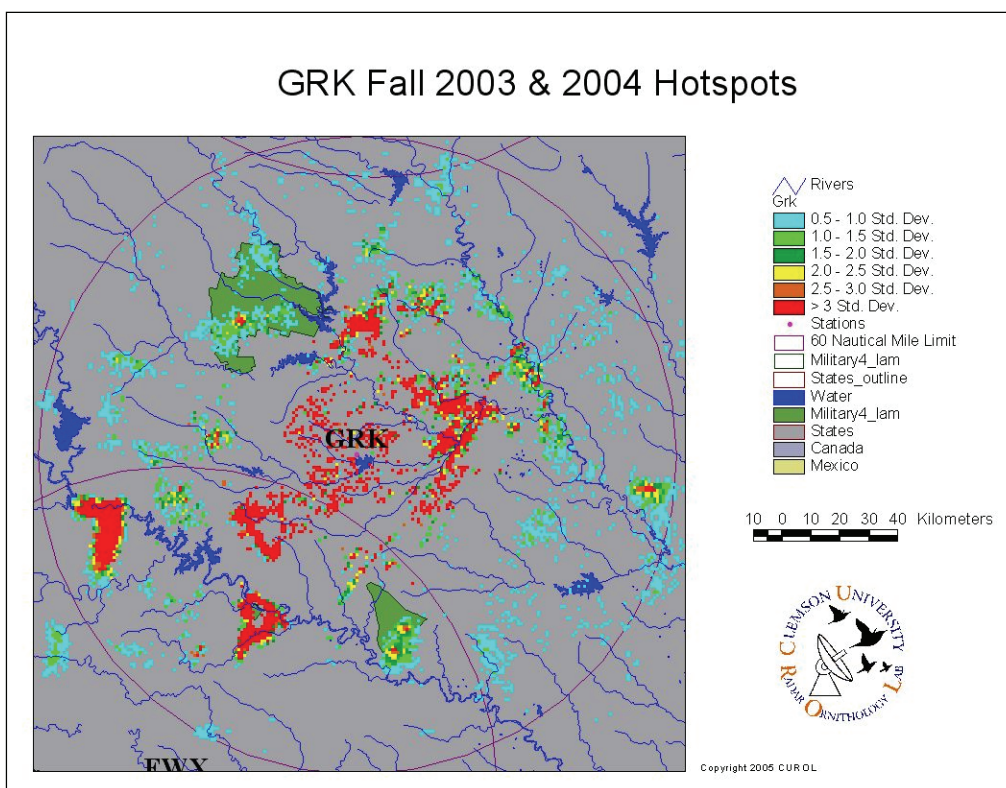 GRK Fall 2003 & 2004 Hotspots
GRK
EWX
Rivers
Grk
0.5 - 1.0 Std. Dev.
1.0 - 1.5 Std. Dev.
1.5 - 2.0 Std. Dev.
2.0 - 2.5 Std. Dev.
2.5 - 3.0 Std. Dev.
> 3 Std. Dev.
Stations
60 Nautical Mile Limit
Military4_lam
States_outline
Water
Military4_lam
States
Canada
Mexico
10 0 10 20 30 40 Kilometers
CLEMSON UNIVERSITY
RADAR ORNITHOLOGY LAB
Copyright 2005 CUROL